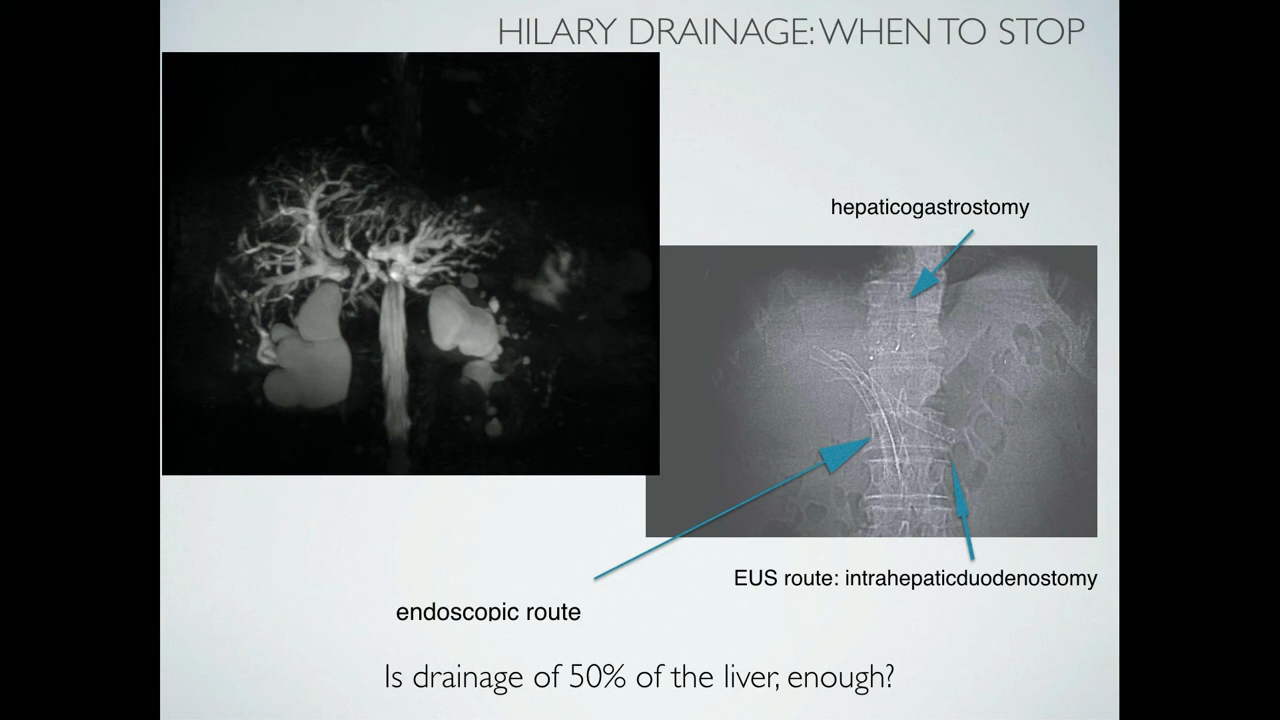 HILARY DRAINAGE: WHEN TO STOP
hepaticogastrostomy
EUS route: intrahepaticduodenostomy
endoscopic route
Is drainage of 50% of the liver, enough?